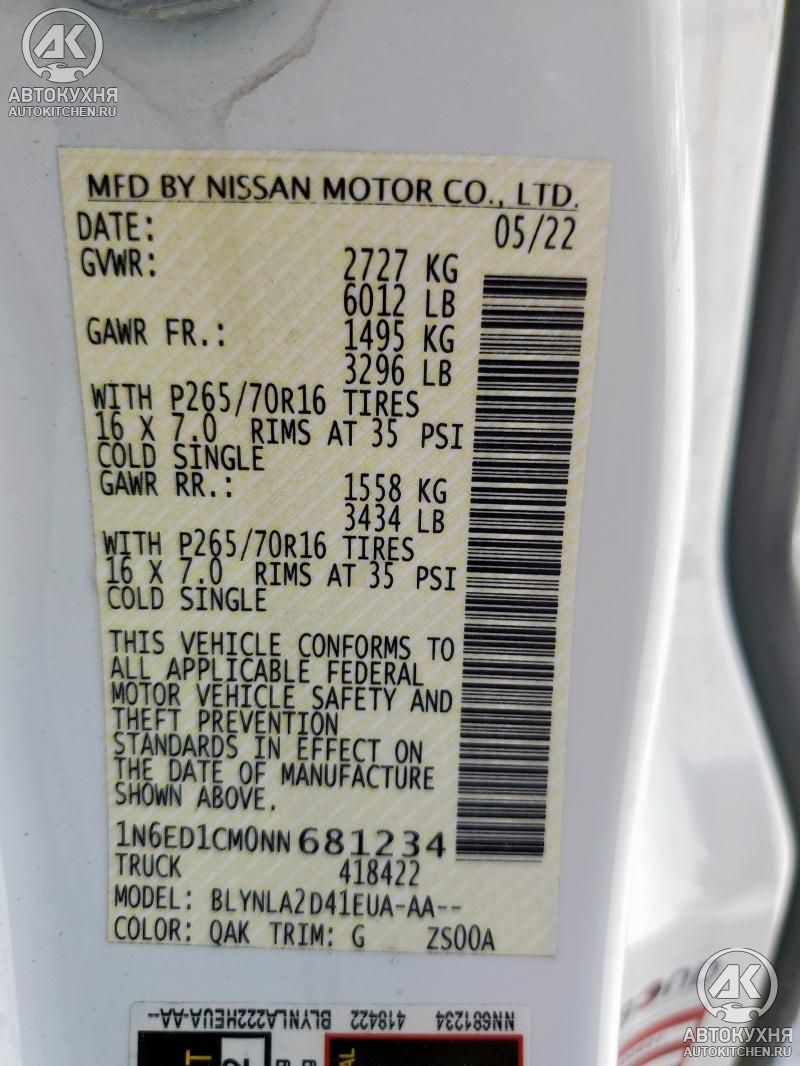 AK
АВТОКУХНЯ
AUTOKITCHEN.RU
MFD BY NISSAN MOTOR CO., LTD.
DATE: 05/22
GVWR: 2727 KG
6012 LB
GAWR FR.: 1495 KG
3296 LB
WITH P265/70R16 TIRES
16 X 7.0 RIMS AT 35 PSI
COLD SINGLE
GAWR RR.: 1558 KG
3434 LB
WITH P265/70R16 TIRES
16 X 7.0 RIMS AT 35 PSI
COLD SINGLE
THIS VEHICLE CONFORMS TO
ALL APPLICABLE FEDERAL
MOTOR VEHICLE SAFETY AND
THEFT PREVENTION
STANDARDS IN EFFECT ON
THE DATE OF MANUFACTURE
SHOWN ABOVE.
1N6ED1CM0NN681234
TRUCK 418422
MODEL: BLYNLA2D41EUA-AA--
COLOR: QAK TRIM: G ZS00A
NN681234 418422 BLYNLA222HEUA-AA--
AK
АВТОКУХНЯ
AUTOKITCHEN.RU